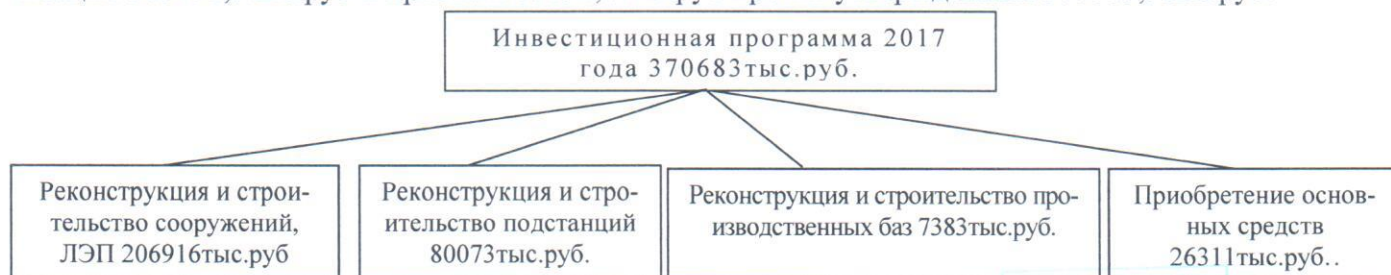 Инвестиционная программа 2017
года 370683тыс.руб.
Реконструкция и строи-
тельство сооружений,
ЛЭП 206916тыс.руб
Реконструкция и стро-
ительство подстанций
80073тыс.руб.
Реконструкция и строительство про-
изводственных баз 7383тыс.руб.
Приобретение основ-
ных средств
26311тыс.руб..